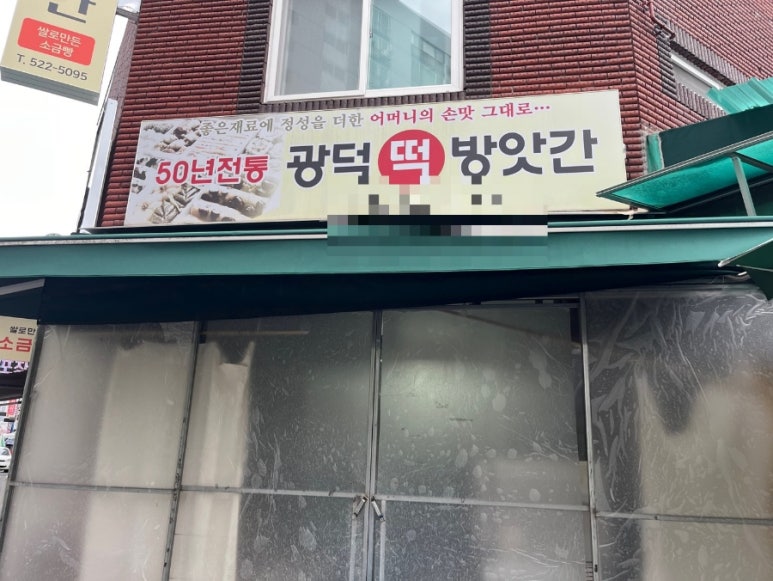 쌀로만든
소금빵
T. 522-5095
좋은재료에 정성을 더한 어머니의 손맛 그대로...
50년전통 광덕 떡 방앗간
쌀로만
소금